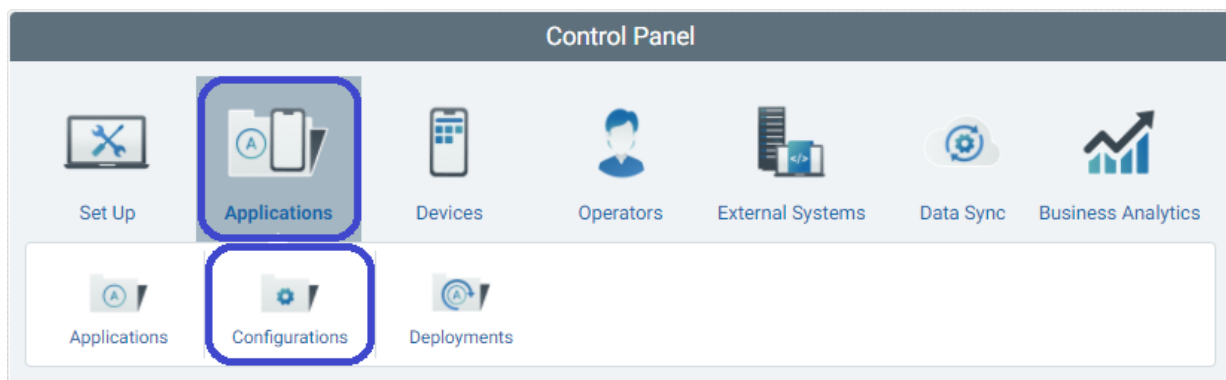 Control Panel
A
</>
Set Up
Applications
Devices
Operators
External Systems
Data Sync
Business Analytics
A
A
Applications
Configurations
Deployments